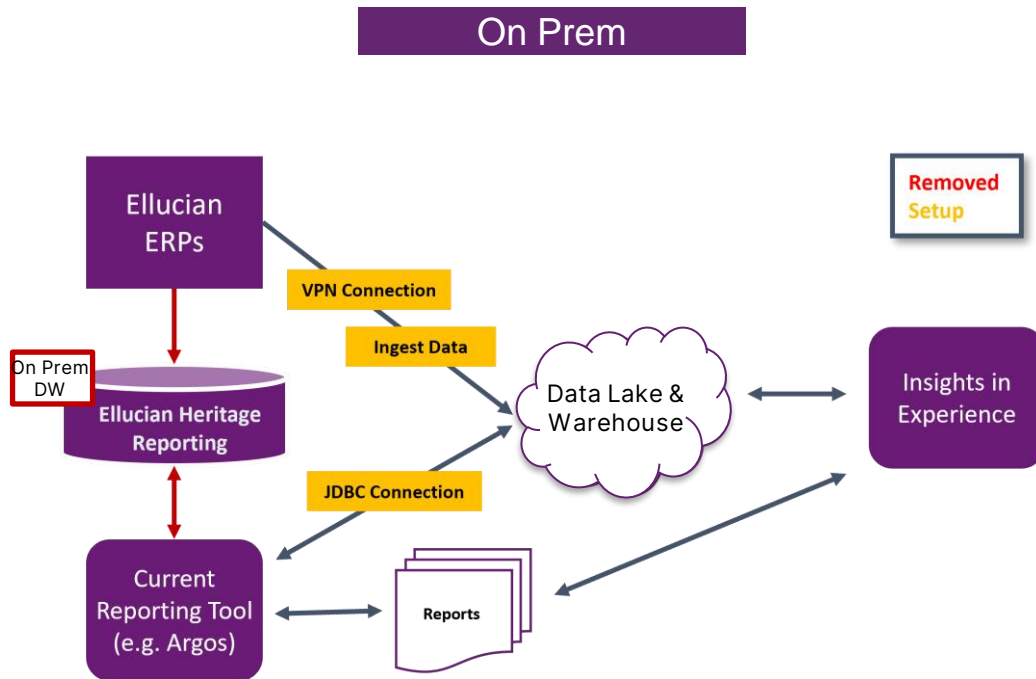 On Prem
Ellucian
ERPs
Removed
Setup
VPN Connection
Ingest Data
On Prem
DW
Ellucian Heritage
Reporting
Data Lake &
Warehouse
Insights in
Experience
JDBC Connection
Current
Reporting Tool
(e.g. Argos)
Reports